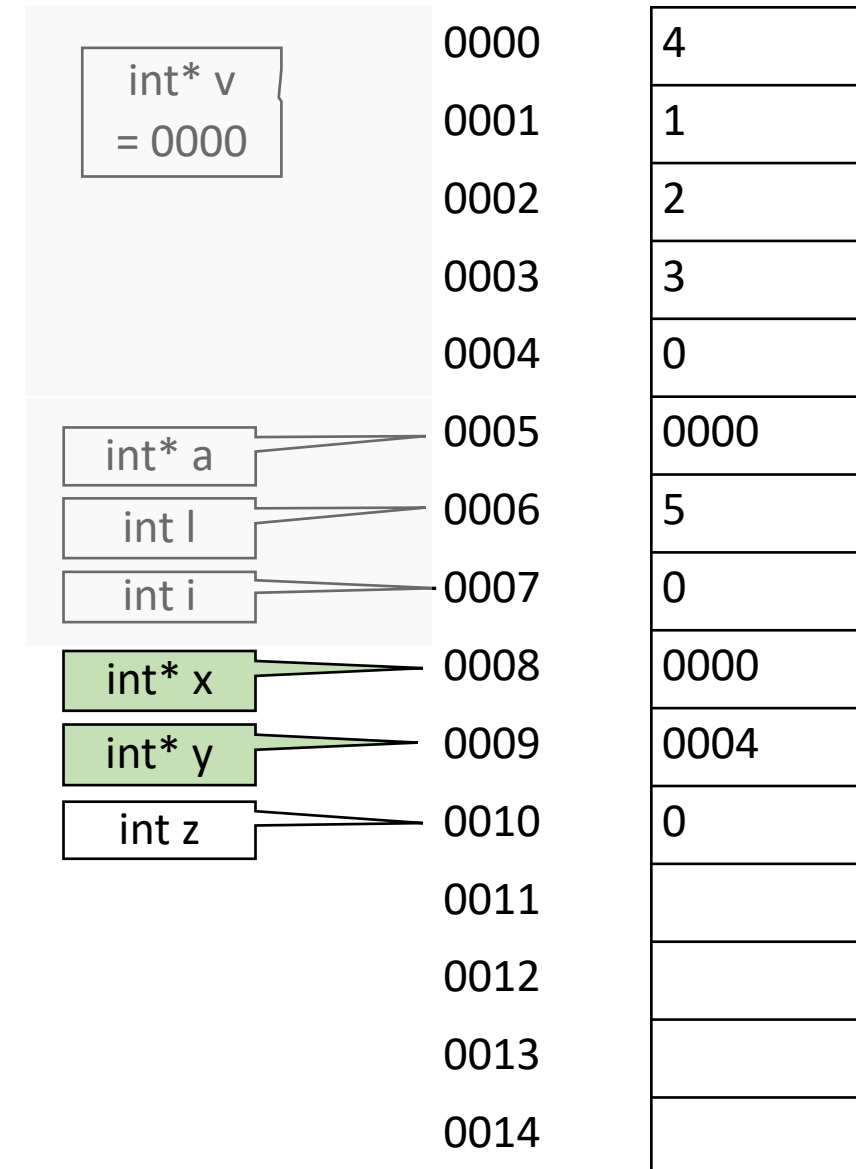 int* v
= 0000
0000 4
0001 1
0002 2
0003 3
0004 0
int* a 0005 0000
int l 0006 5
int i 0007 0
int* x 0008 0000
int* y 0009 0004
int z 0010 0
0011
0012
0013
0014